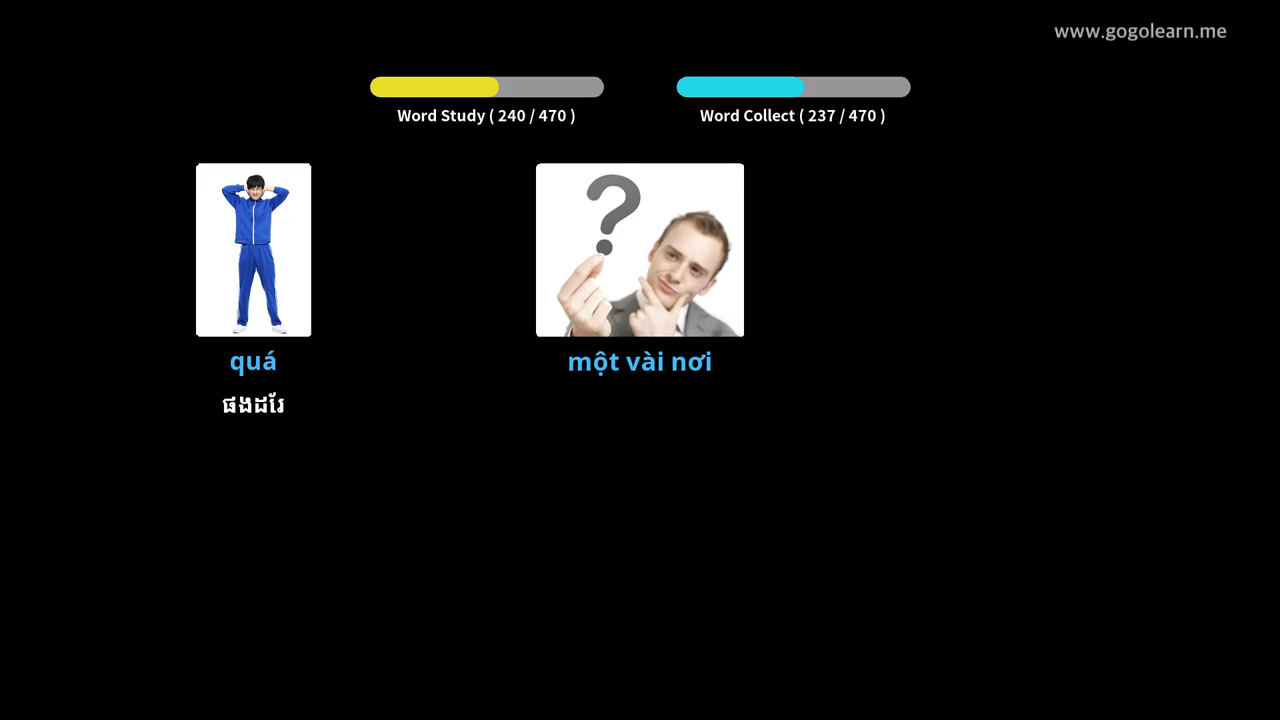 www.gogolearn.me
Word Study ( 240 / 470 )
Word Collect ( 237 / 470 )
quá
một vài nơi
ផងដែរ